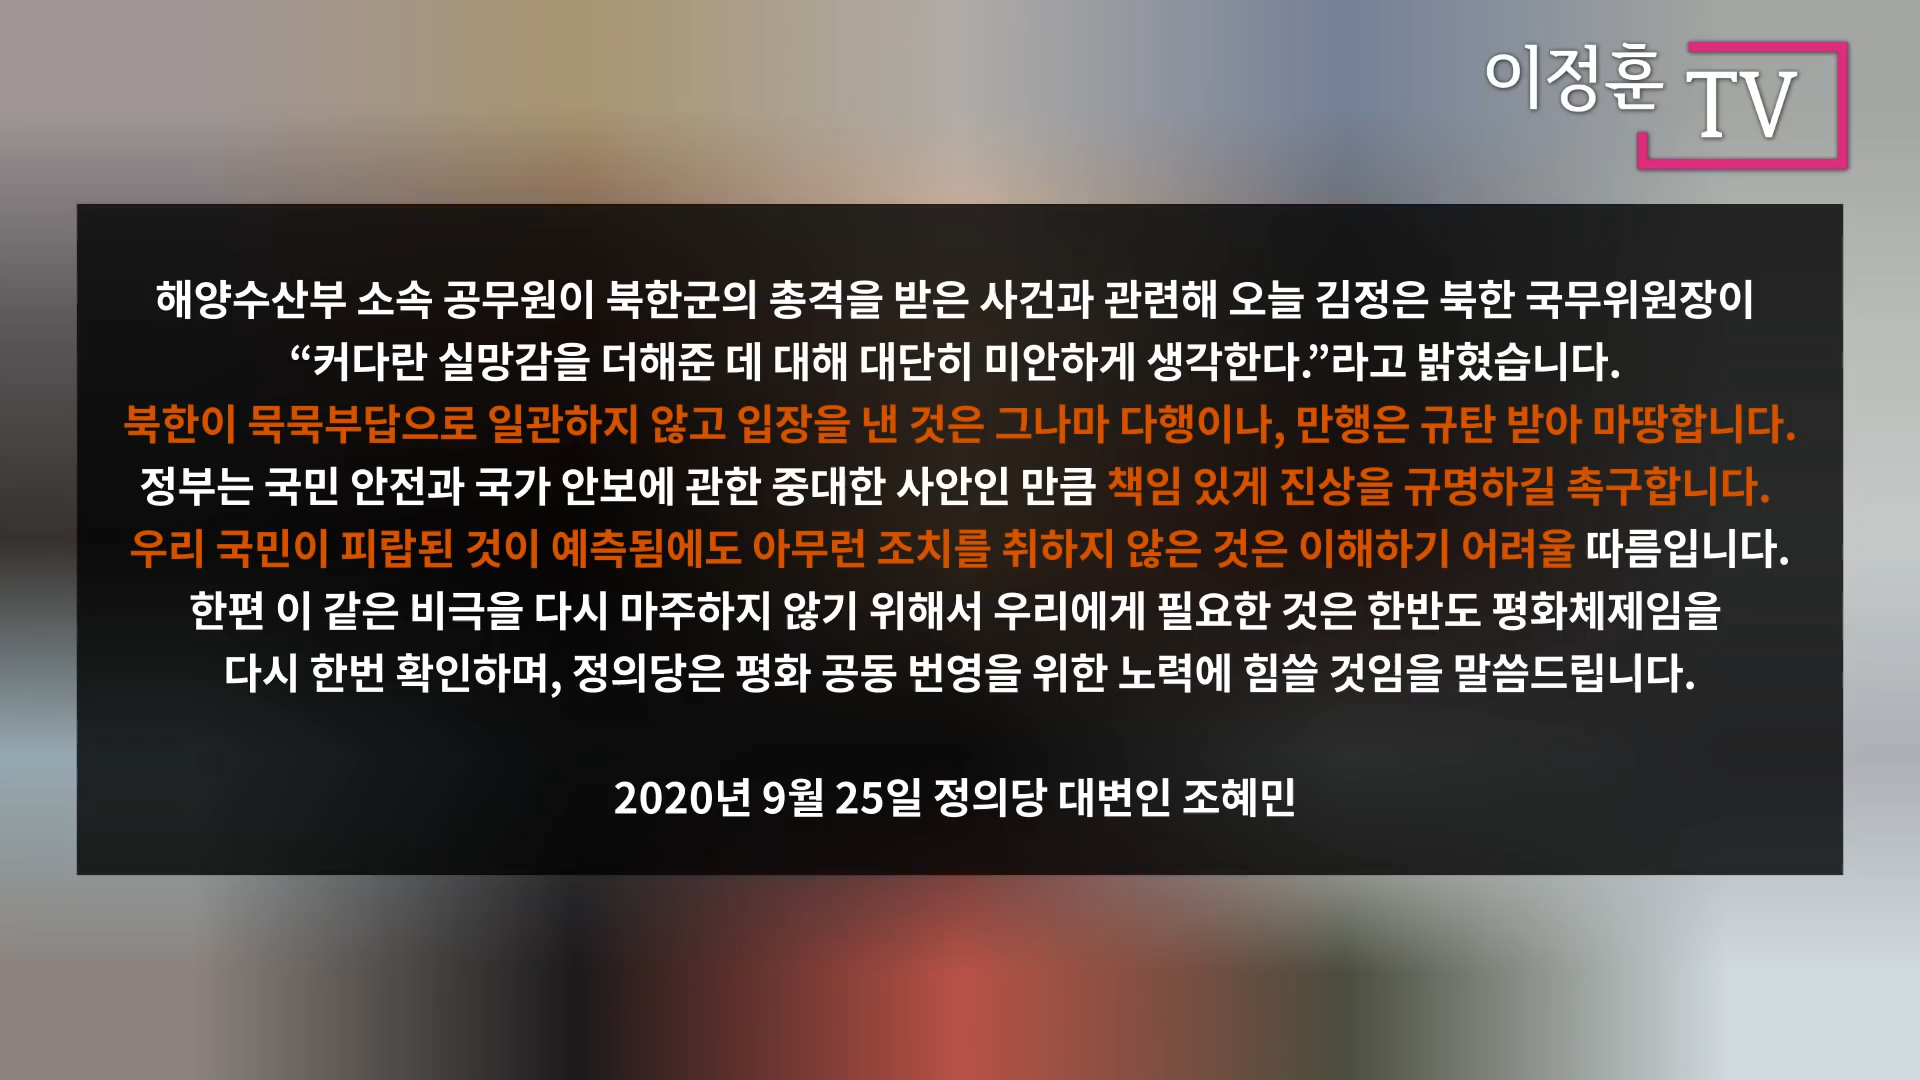 이정훈 TV
해양수산부 소속 공무원이 북한군의 총격을 받은 사건과 관련해 오늘 김정은 북한 국무위원장이
“커다란 실망감을 더해준 데 대해 대단히 미안하게 생각한다.”라고 밝혔습니다.
북한이 묵묵부답으로 일관하지 않고 입장을 낸 것은 그나마 다행이나, 만행은 규탄 받아 마땅합니다.
정부는 국민 안전과 국가 안보에 관한 중대한 사안인 만큼 책임 있게 진상을 규명하길 촉구합니다.
우리 국민이 피랍된 것이 예측됨에도 아무런 조치를 취하지 않은 것은 이해하기 어려울 따름입니다.
한편 이 같은 비극을 다시 마주하지 않기 위해서 우리에게 필요한 것은 한반도 평화체제임을
다시 한번 확인하며, 정의당은 평화 공동 번영을 위한 노력에 힘쓸 것임을 말씀드립니다.
2020년 9월 25일 정의당 대변인 조혜민